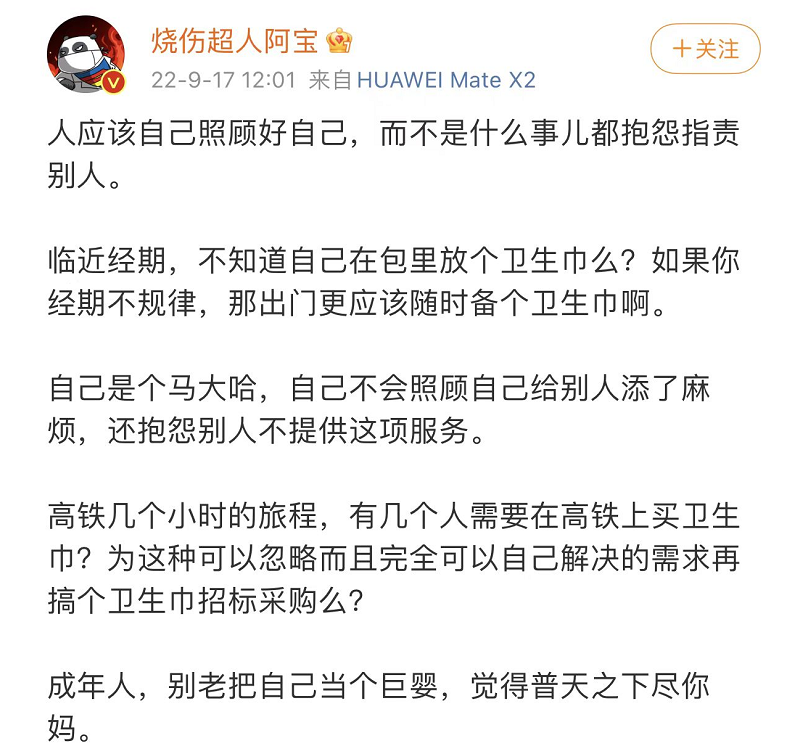 烧伤超人阿宝
+关注
22-9-17 12:01 来自HUAWEI Mate X2
人应该自己照顾好自己，而不是什么事儿都抱怨指责
别人。
临近经期，不知道自己在包里放个卫生巾么？如果你
经期不规律，那出门更应该随时备个卫生巾啊。
自己是个马大哈，自己不会照顾自己给别人添了麻
烦，还抱怨别人不提供这项服务。
高铁几个小时的旅程，有几个人需要在高铁上买卫生
巾？为这种可以忽略而且完全可以自己解决的需求再
搞个卫生巾招标采购么？
成年人，别老把自己当个巨婴，觉得普天之下尽你
妈。